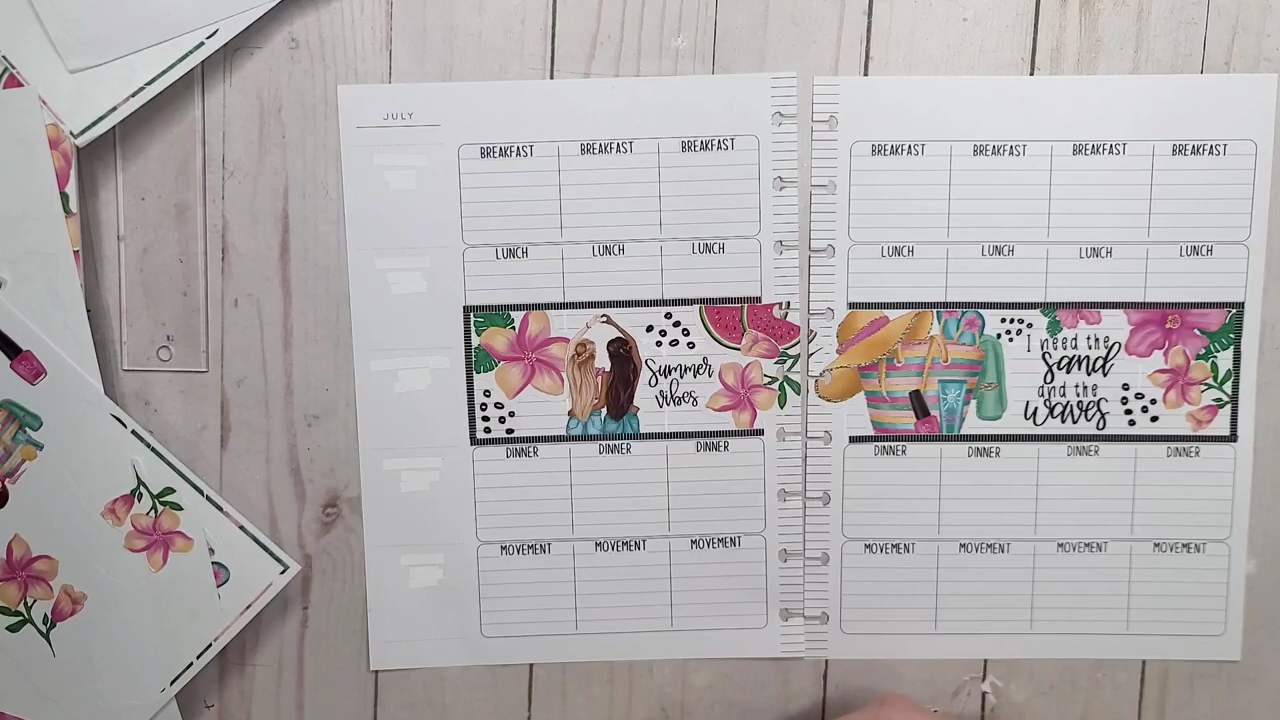 JULY
BREAKFAST BREAKFAST BREAKFAST
LUNCH LUNCH LUNCH
Summer
vibes
DINNER DINNER DINNER
MOVEMENT MOVEMENT MOVEMENT
BREAKFAST BREAKFAST BREAKFAST BREAKFAST
LUNCH LUNCH LUNCH LUNCH
I need the
sand
and the
waves
DINNER DINNER DINNER DINNER
MOVEMENT MOVEMENT MOVEMENT MOVEMENT